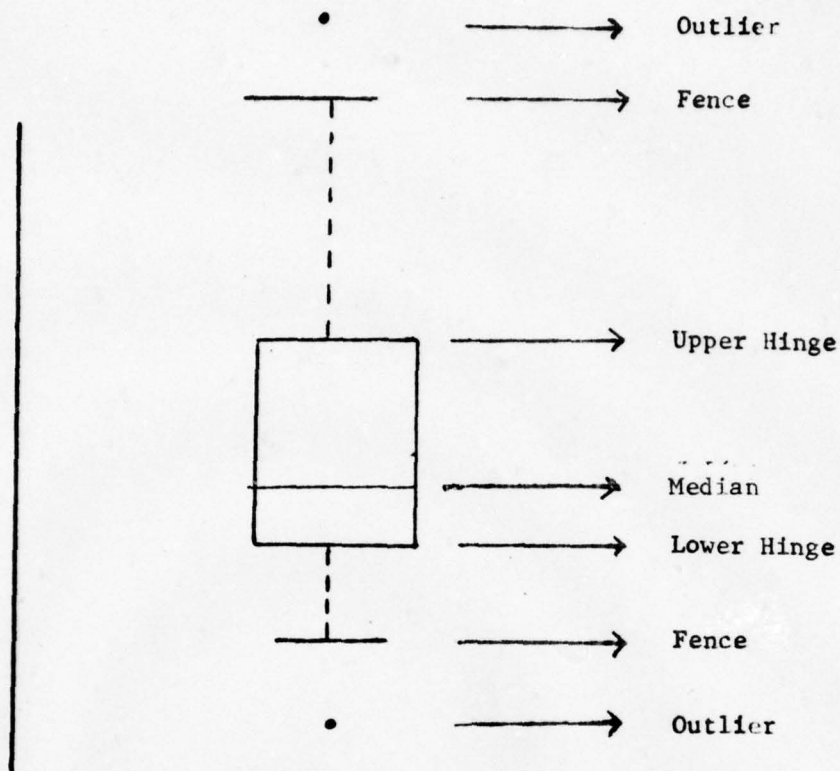 Outlier
Fence
Upper Hinge
Median
Lower Hinge
Fence
Outlier